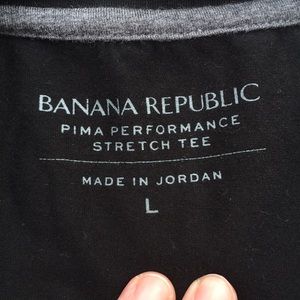 BANANA REPUBLIC
PIMA PERFORMANCE
STRETCH TEE
MADE IN JORDAN
L